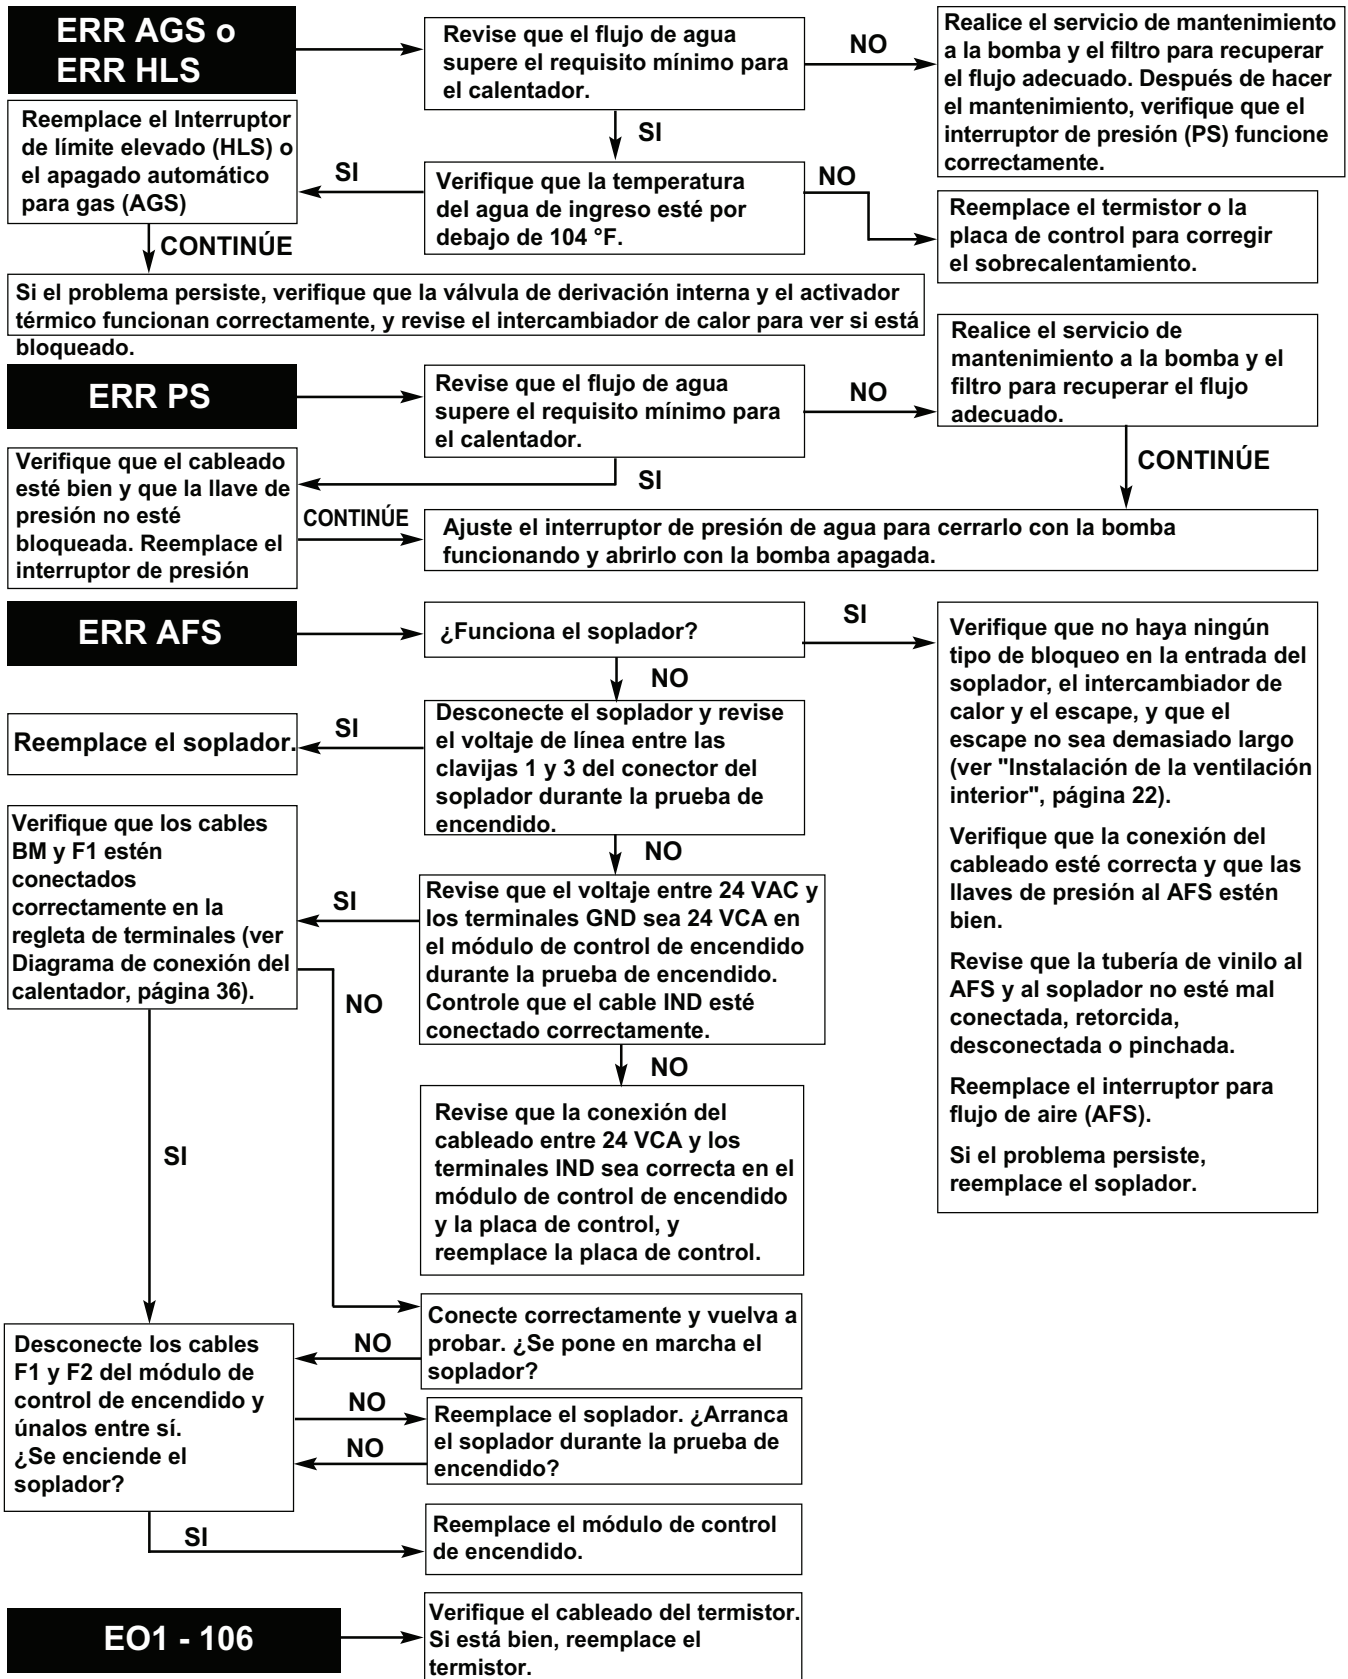 ERR AGS o
ERR HLS
Revise que el flujo de agua
supere el requisito mínimo para
el calentador.
NO
Realice el servicio de mantenimiento
a la bomba y el filtro para recuperar
el flujo adecuado. Después de hacer
el mantenimiento, verifique que el
interruptor de presión (PS) funcione
correctamente.
SI
Reemplace el Interruptor
de límite elevado (HLS) o
el apagado automático
para gas (AGS)
SI
Verifique que la temperatura
del agua de ingreso esté por
debajo de 104 °F.
NO
Reemplace el termistor o la
placa de control para corregir
el sobrecalentamiento.
CONTINÚE
Si el problema persiste, verifique que la válvula de derivación interna y el activador
térmico funcionan correctamente, y revise el intercambiador de calor para ver si está
bloqueado.
ERR PS
Revise que el flujo de agua
supere el requisito mínimo para
el calentador.
NO
Realice el servicio de
mantenimiento a la bomba y el
filtro para recuperar el flujo
adecuado.
SI
CONTINÚE
Verifique que el cableado
esté bien y que la llave de
presión no esté
bloqueada. Reemplace el
interruptor de presión
CONTINÚE
Ajuste el interruptor de presión de agua para cerrarlo con la bomba
funcionando y abrirlo con la bomba apagada.
ERR AFS
¿Funciona el soplador?
SI
Verifique que no haya ningún
tipo de bloqueo en la entrada del
soplador, el intercambiador de
calor y el escape, y que el
escape no sea demasiado largo
(ver "Instalación de la ventilación
interior", página 22).
Verifique que la conexión del
cableado esté correcta y que las
llaves de presión al AFS estén
bien.
Revise que la tubería de vinilo al
AFS y al soplador no esté mal
conectada, retorcida,
desconectada o pinchada.
Reemplace el interruptor para
flujo de aire (AFS).
Si el problema persiste,
reemplace el soplador.
NO
Desconecte el soplador y revise
el voltaje de línea entre las
clavijas 1 y 3 del conector del
soplador durante la prueba de
encendido.
SI
Reemplace el soplador.
NO
Revise que el voltaje entre 24 VAC y
los terminales GND sea 24 VCA en
el módulo de control de encendido
durante la prueba de encendido.
Controle que el cable IND esté
conectado correctamente.
SI
Verifique que los cables
BM y F1 estén
conectados
correctamente en la
regleta de terminales (ver
Diagrama de conexión del
calentador, página 36).
NO
NO
Revise que la conexión del
cableado entre 24 VCA y los
terminales IND sea correcta en el
módulo de control de encendido
y la placa de control, y
reemplace la placa de control.
SI
Conecte correctamente y vuelva a
probar. ¿Se pone en marcha el
soplador?
NO
Desconecte los cables
F1 y F2 del módulo de
control de encendido y
únalos entre sí.
¿Se enciende el
soplador?
NO
Reemplace el soplador. ¿Arranca
el soplador durante la prueba de
encendido?
NO
SI
Reemplace el módulo de control
de encendido.
EO1 - 106
Verifique el cableado del termistor.
Si está bien, reemplace el
termistor.